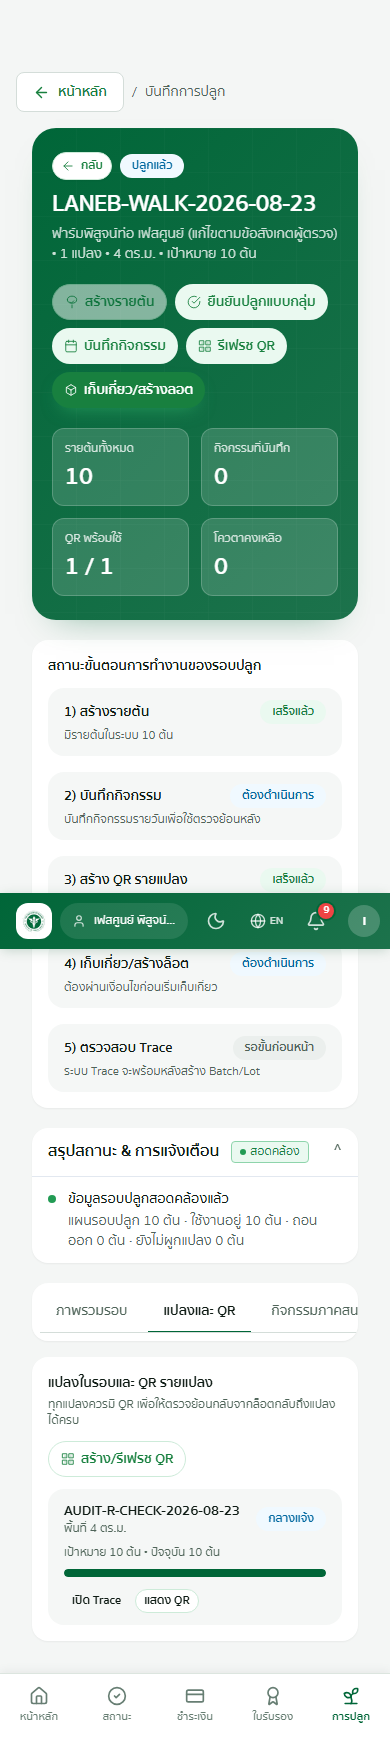 หน้าหลัก / บันทึกการปลูก
กลับ ปลูกแล้ว
LANEB-WALK-2026-08-23
ฟาร์มพิสูจน์ท่อ เฟสศูนย์ (แก้ไขตามข้อสังเกตผู้ตรวจ)
• 1 แปลง • 4 ตร.ม. • เป้าหมาย 10 ต้น
สร้างรายต้น ยืนยันปลูกแบบกลุ่ม
บันทึกกิจกรรม รีเฟรช QR
เก็บเกี่ยว/สร้างลอต
รายต้นทั้งหมด กิจกรรมที่บันทึก
10 0
QR พร้อมใช้ โควตาคงเหลือ
1 / 1 0
สถานะขั้นตอนการทำงานของรอบปลูก
1) สร้างรายต้น เสร็จแล้ว
มีรายต้นในระบบ 10 ต้น
2) บันทึกกิจกรรม ต้องดำเนินการ
บันทึกกิจกรรมรายวันเพื่อใช้ตรวจย้อนหลัง
3) สร้าง QR รายแปลง เสร็จแล้ว
เฟสศูนย์ พิสูจน์... EN 9 I
4) เก็บเกี่ยว/สร้างล็อต ต้องดำเนินการ
ต้องผ่านเงื่อนไขก่อนเริ่มเก็บเกี่ยว
5) ตรวจสอบ Trace รอขั้นก่อนหน้า
ระบบ Trace จะพร้อมหลังสร้าง Batch/Lot
สรุปสถานะ & การแจ้งเตือน สอดคล้อง ^
ข้อมูลรอบปลูกสอดคล้องแล้ว
แผนรอบปลูก 10 ต้น · ใช้งานอยู่ 10 ต้น · ถอน
ออก 0 ต้น · ยังไม่ผูกแปลง 0 ต้น
ภาพรวมรอบ แปลงและ QR กิจกรรมภาคสน
แปลงในรอบและ QR รายแปลง
ทุกแปลงควรมี QR เพื่อให้ตรวจย้อนกลับจากล็อตกลับถึงแปลง
ได้ครบ
สร้าง/รีเฟรช QR
AUDIT-R-CHECK-2026-08-23 กลางแจ้ง
พื้นที่ 4 ตร.ม.
เป้าหมาย 10 ต้น • ปัจจุบัน 10 ต้น
เปิด Trace แสดง QR
หน้าหลัก สถานะ ชำระเงิน ใบรับรอง การปลูก